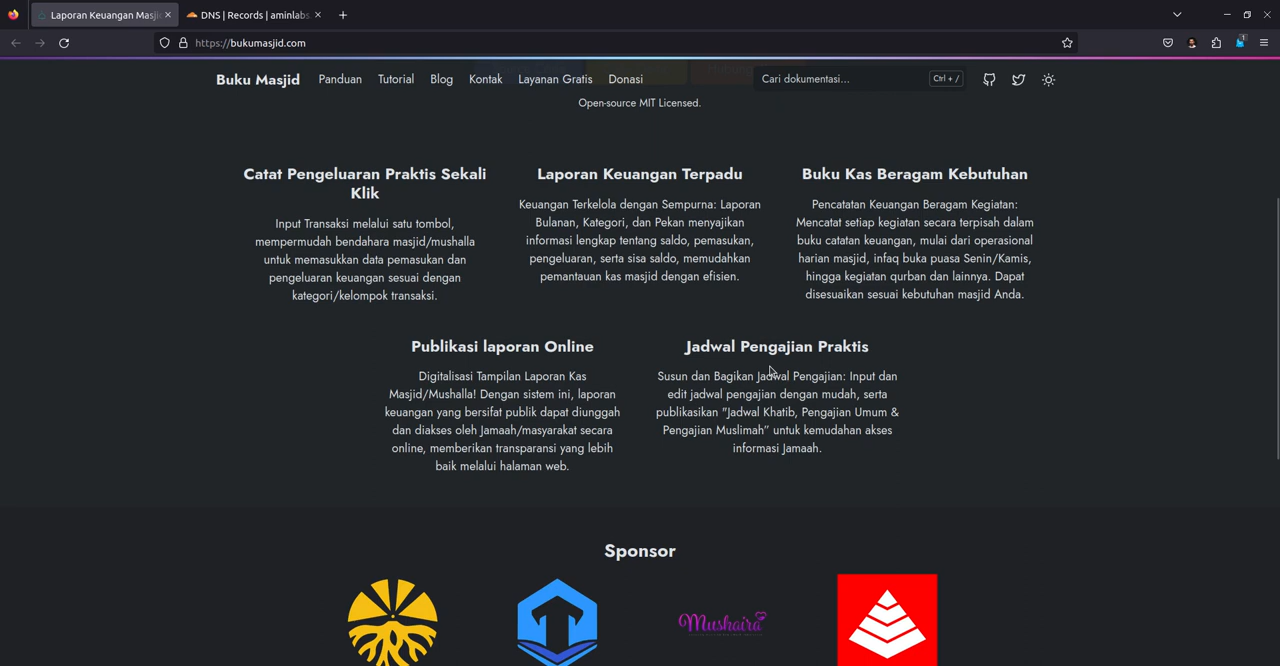 Laporan Keuangan Masji
DNS | Records | aminlabs
https://bukumasjid.com
1
Buku Masjid
Panduan
Tutorial
Blog
Kontak
Layanan Gratis
Donasi
Cari dokumentasi...
Ctrl + /
Open-source MIT Licensed.
Catat Pengeluaran Praktis Sekali
Klik
Input Transaksi melalui satu tombol,
mempermudah bendahara masjid/mushalla
untuk memasukkan data pemasukan dan
pengeluaran keuangan sesuai dengan
kategori/kelompok transaksi.
Laporan Keuangan Terpadu
Keuangan Terkelola dengan Sempurna: Laporan
Bulanan, Kategori, dan Pekan menyajikan
informasi lengkap tentang saldo, pemasukan,
pengeluaran, serta sisa saldo, memudahkan
pemantauan kas masjid dengan efisien.
Buku Kas Beragam Kebutuhan
Pencatatan Keuangan Beragam Kegiatan:
Mencatat setiap kegiatan secara terpisah dalam
buku catatan keuangan, mulai dari operasional
harian masjid, infaq buka puasa Senin/Kamis,
hingga kegiatan qurban dan lainnya. Dapat
disesuaikan sesuai kebutuhan masjid Anda.
Publikasi laporan Online
Digitalisasi Tampilan Laporan Kas
Masjid/Mushalla! Dengan sistem ini, laporan
keuangan yang bersifat publik dapat diunggah
dan diakses oleh Jamaah/masyarakat secara
online, memberikan transparansi yang lebih
baik melalui halaman web.
Jadwal Pengajian Praktis
Susun dan Bagikan Jadwal Pengajian: Input dan
edit jadwal pengajian dengan mudah, serta
publikasikan "Jadwal Khatib, Pengajian Umum &
Pengajian Muslimah” untuk kemudahan akses
informasi Jamaah.
Sponsor
Mushaira